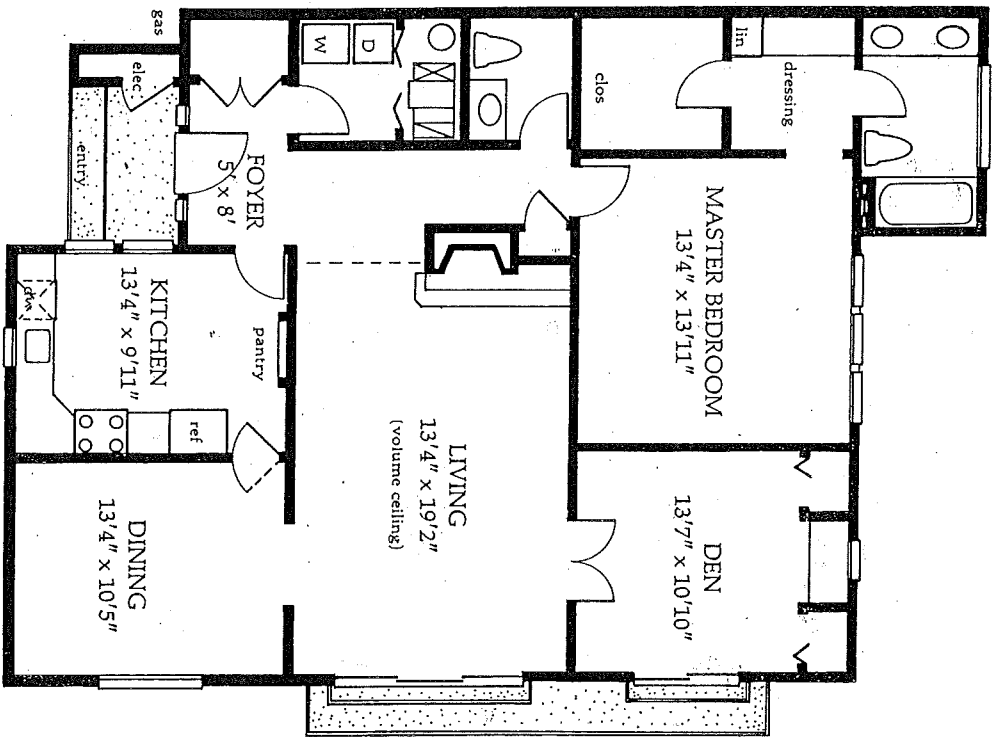 gas
elec
entry
W
D
FOYER
5' x 8'
clos
lin
dressing
MASTER BEDROOM
13'4" x 13'11"
KITCHEN
13'4" x 9'11"
dw
pantry
ref
LIVING
13'4" x 19'2"
(volume ceiling)
DINING
13'4" x 10'5"
DEN
13'7" x 10'10"